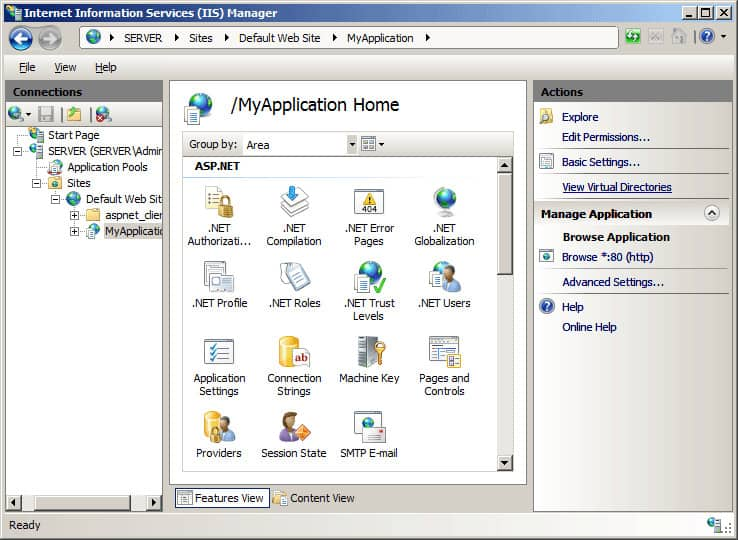 Internet Information Services (IIS) Manager
SERVER Sites Default Web Site MyApplication
File View Help
Connections
Start Page
SERVER (SERVER\Admin
Application Pools
Sites
Default Web Sit
aspnet_clie
MyApplicatio
/MyApplication Home
Group by: Area
ASP.NET
.NET Authorizati...
.NET Compilation
404
.NET Error Pages
.NET Globalization
.NET Profile
.NET Roles
.NET Trust Levels
.NET Users
Application Settings
ab
Connection Strings
Machine Key
Pages and Controls
Providers
Session State
SMTP E-mail
Features View
Content View
Actions
Explore
Edit Permissions...
Basic Settings...
View Virtual Directories
Manage Application
Browse Application
Browse *:80 (http)
Advanced Settings...
Help
Online Help
Ready